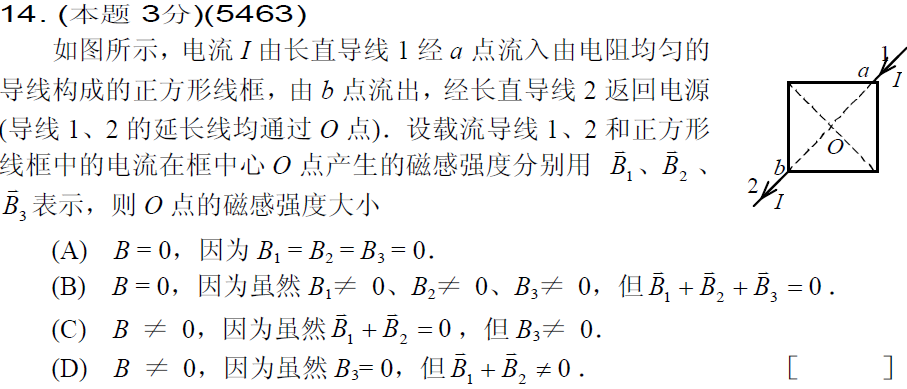 14. (本题 3分)(5463)
如图所示，电流 I 由长直导线 1 经 a 点流入由电阻均匀的
导线构成的正方形线框，由 b 点流出，经长直导线 2 返回电源
(导线 1、2 的延长线均通过 O 点)．设载流导线 1、2 和正方形
线框中的电流在框中心 O 点产生的磁感强度分别用 B̄₁、B̄₂、
B̄₃ 表示，则 O 点的磁感强度大小
(A) B = 0，因为 B₁ = B₂ = B₃ = 0．
(B) B = 0，因为虽然 B₁≠ 0、B₂≠ 0、B₃≠ 0，但 B̄₁ + B̄₂ + B̄₃ = 0．
(C) B ≠ 0，因为虽然 B̄₁ + B̄₂ = 0，但 B₃≠ 0．
(D) B ≠ 0，因为虽然 B₃= 0，但 B̄₁ + B̄₂ ≠ 0．
[ ]
1
a
I
O
b
2
I